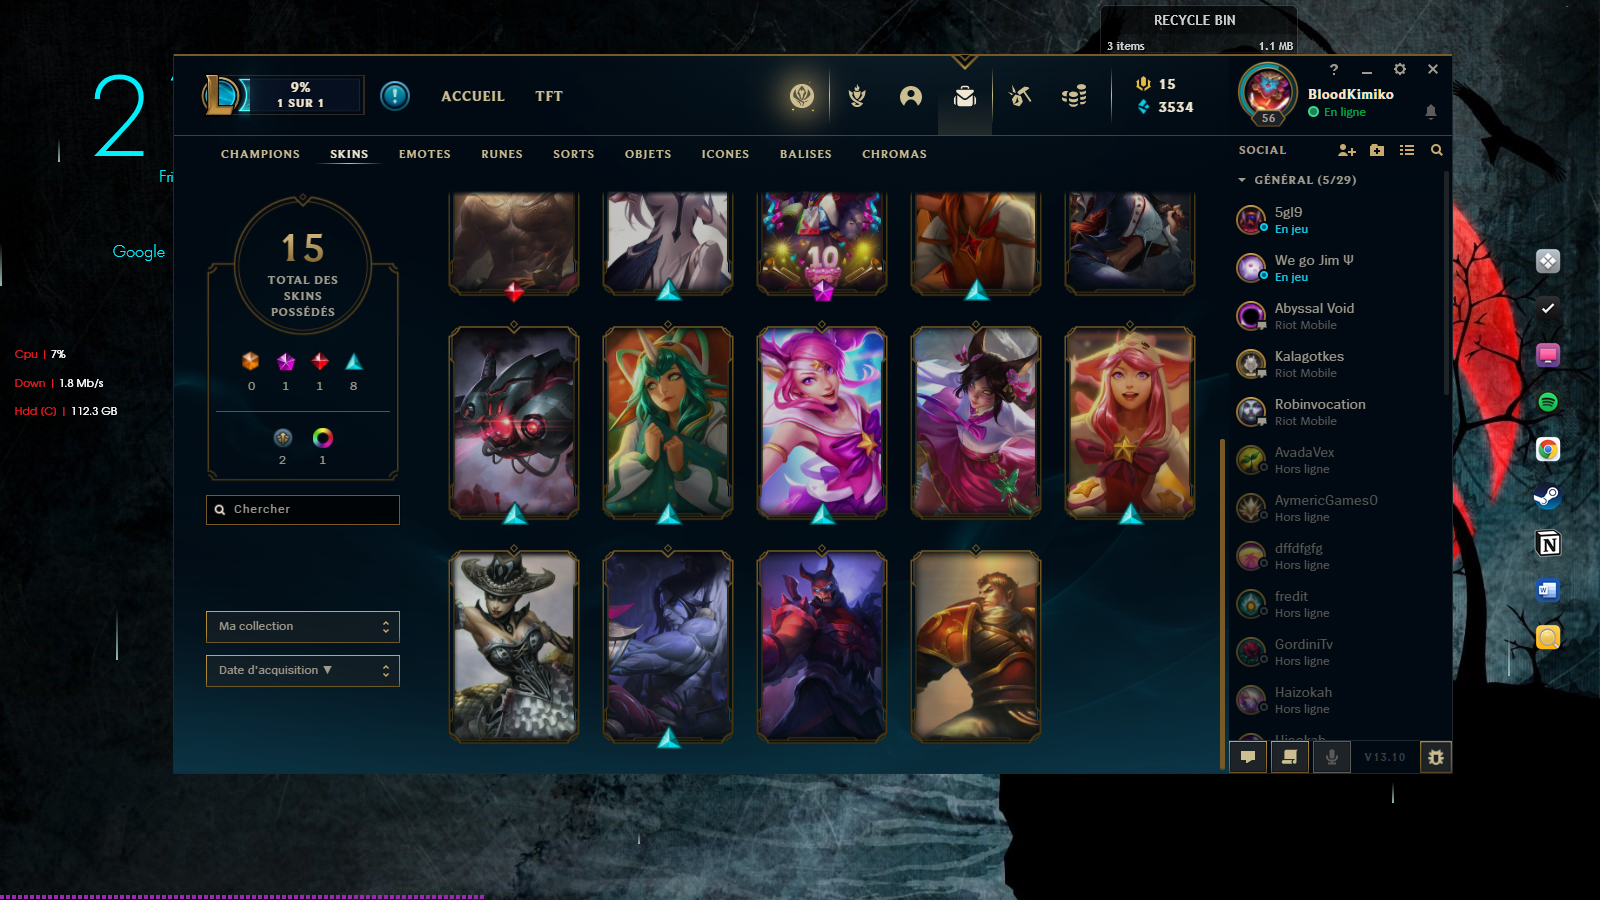 RECYCLE BIN
3 items
1.1 MB
2
Fri
Google
Cpu | 7%
Down | 1.8 Mb/s
Hdd (C) | 112.3 GB
9%
1 SUR 1
ACCUEIL
TFT
15
3534
56
BloodKimiko
En ligne
CHAMPIONS
SKINS
EMOTES
RUNES
SORTS
OBJETS
ICONES
BALISES
CHROMAS
15
TOTAL DES
SKINS
POSSÉDÉS
0
1
1
8
2
1
Chercher
Ma collection
Date d'acquisition ▼
10
SOCIAL
GÉNÉRAL (5/29)
5gl9
En jeu
We go Jim Ψ
En jeu
Abyssal Void
Riot Mobile
Kalagotkes
Riot Mobile
Robinvocation
Riot Mobile
AvadaVex
Hors ligne
AymericGames0
Hors ligne
dffdfgfg
Hors ligne
fredit
Hors ligne
GordiniTv
Hors ligne
Haizokah
Hors ligne
V13.10